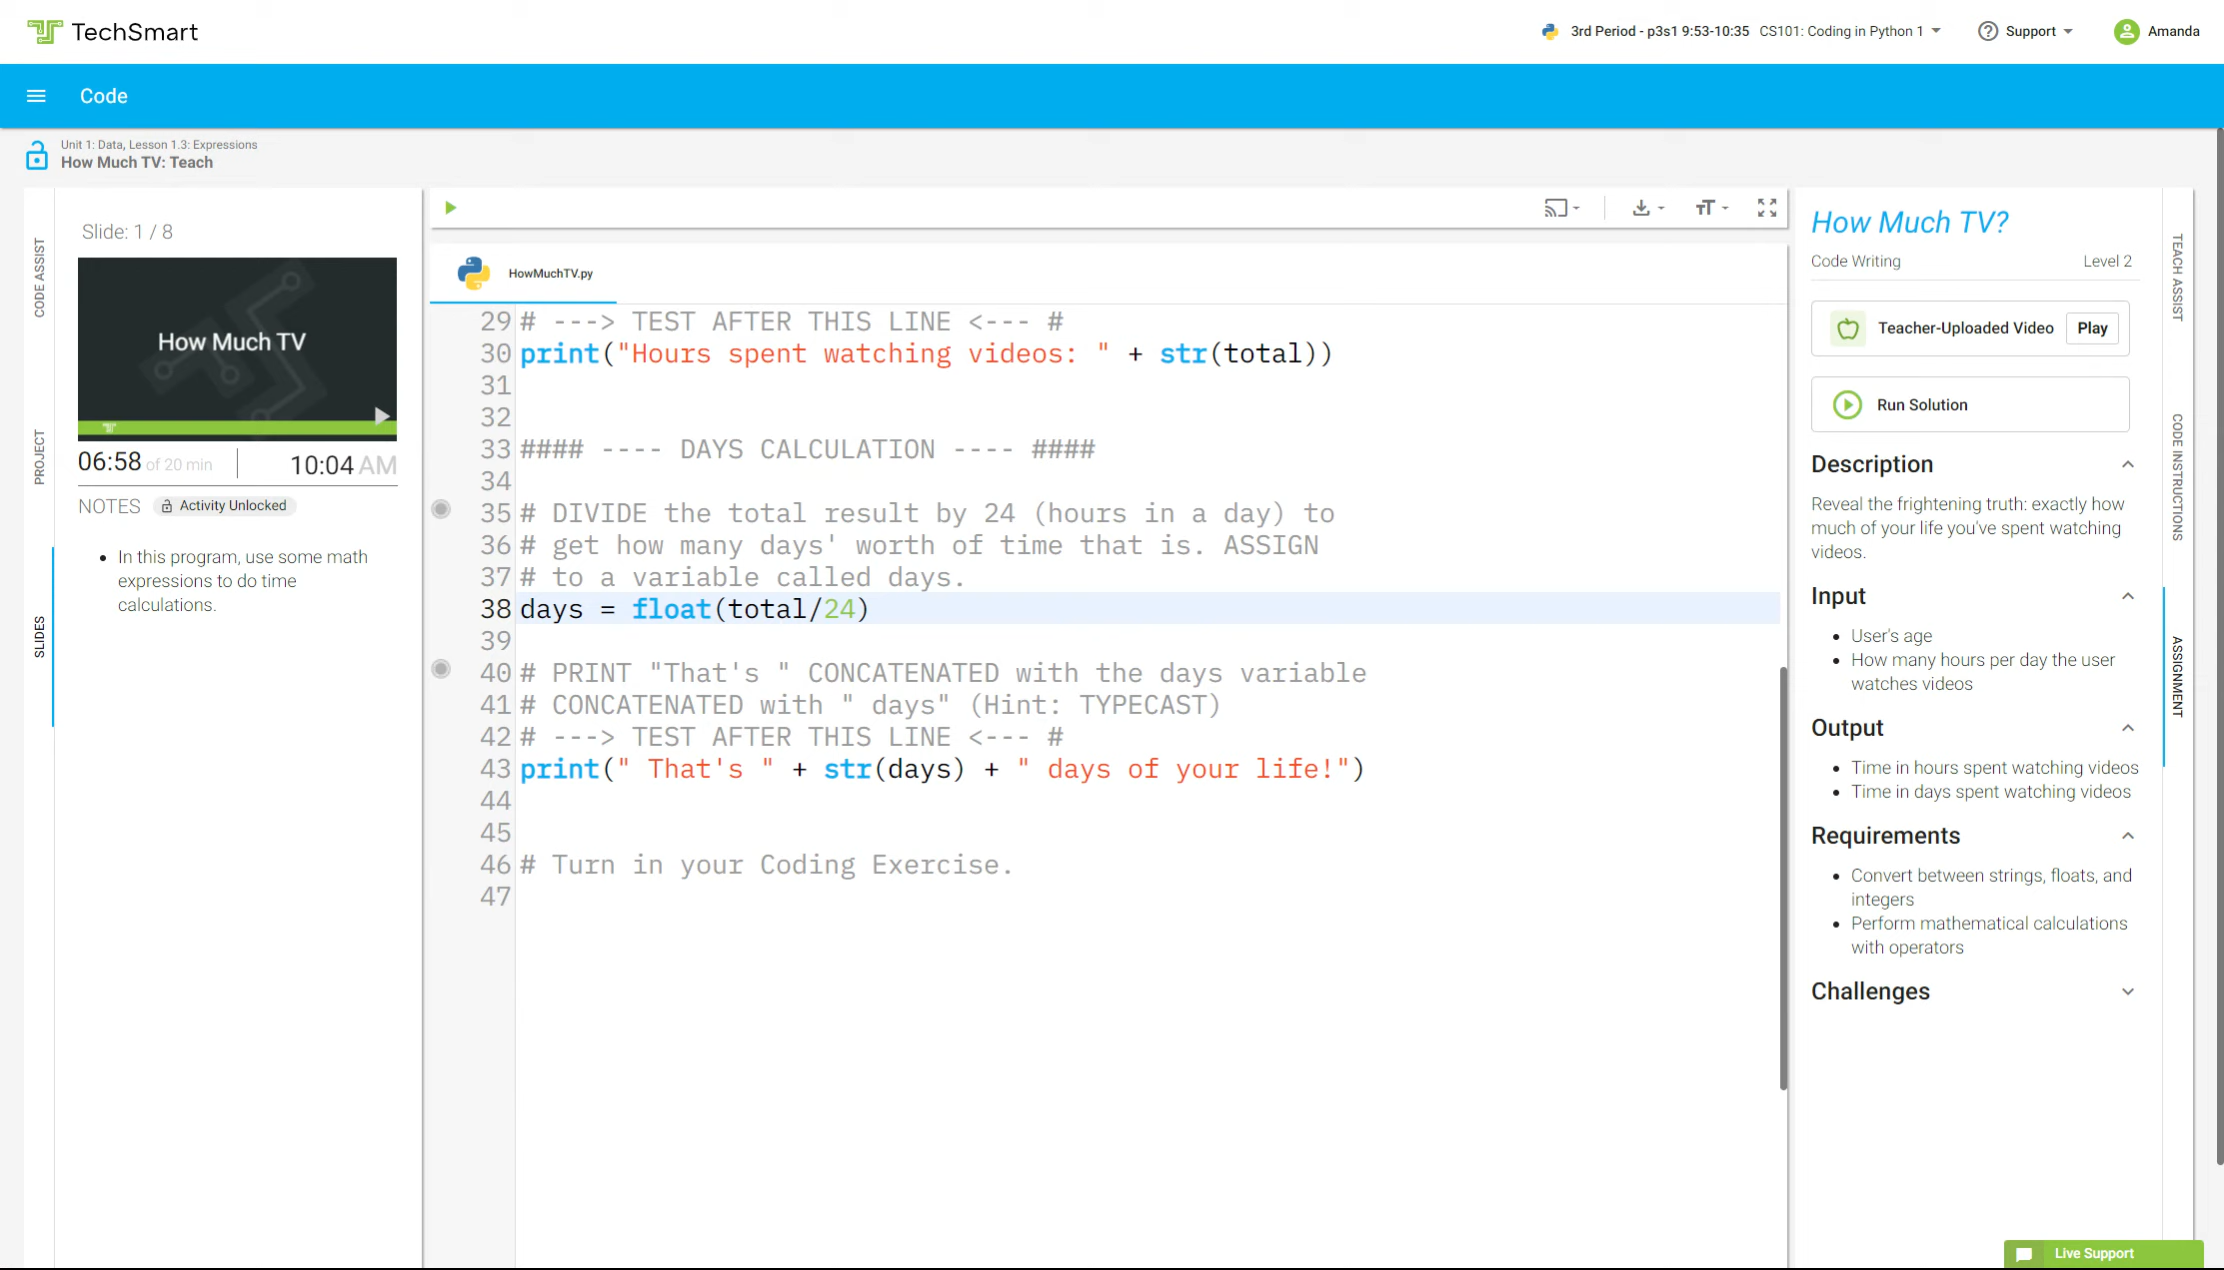 TechSmart
3rd Period - p3s1 9:53-10:35 CS101: Coding in Python 1
Support
Amanda
Code
Unit 1: Data, Lesson 1.3: Expressions
How Much TV: Teach
CODE ASSIST
PROJECT
SLIDES
Slide: 1 / 8
How Much TV
06:58 of 20 min
10:04 AM
NOTES
Activity Unlocked
• In this program, use some math
expressions to do time
calculations.
HowMuchTV.py
29 # ---> TEST AFTER THIS LINE <--- #
30 print("Hours spent watching videos: " + str(total))
31
32
33 #### ---- DAYS CALCULATION ---- ####
34
35 # DIVIDE the total result by 24 (hours in a day) to
36 # get how many days' worth of time that is. ASSIGN
37 # to a variable called days.
38 days = float(total/24)
39
40 # PRINT "That's " CONCATENATED with the days variable
41 # CONCATENATED with " days" (Hint: TYPECAST)
42 # ---> TEST AFTER THIS LINE <--- #
43 print(" That's " + str(days) + " days of your life!")
44
45
46 # Turn in your Coding Exercise.
47
How Much TV?
Code Writing
Level 2
Teacher-Uploaded Video
Play
Run Solution
Description
Reveal the frightening truth: exactly how
much of your life you've spent watching
videos.
Input
• User's age
• How many hours per day the user
watches videos
Output
• Time in hours spent watching videos
• Time in days spent watching videos
Requirements
• Convert between strings, floats, and
integers
• Perform mathematical calculations
with operators
Challenges
TEACH ASSIST
CODE INSTRUCTIONS
ASSIGNMENT
Live Support